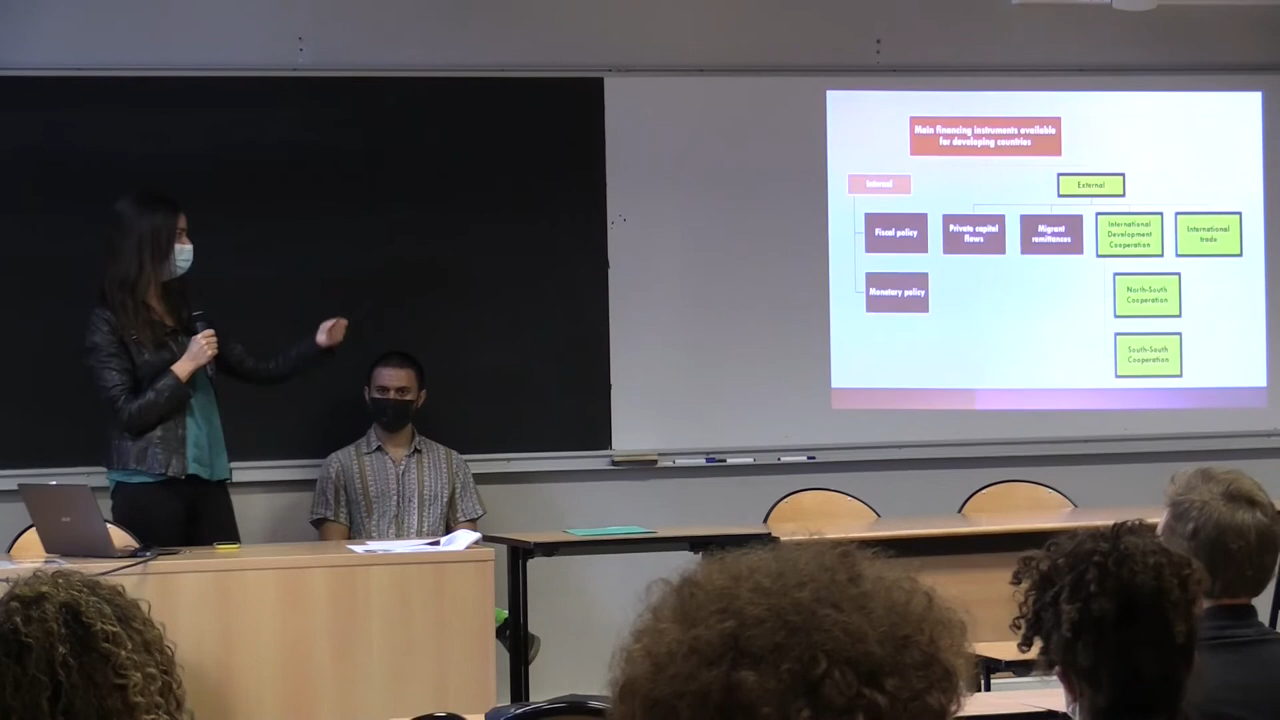 Main financing instruments available
for developing countries
Internal
External
Fiscal policy
Private capital
flows
Migrant
remittances
International
Development
Cooperation
International
trade
Monetary policy
North-South
Cooperation
South-South
Cooperation